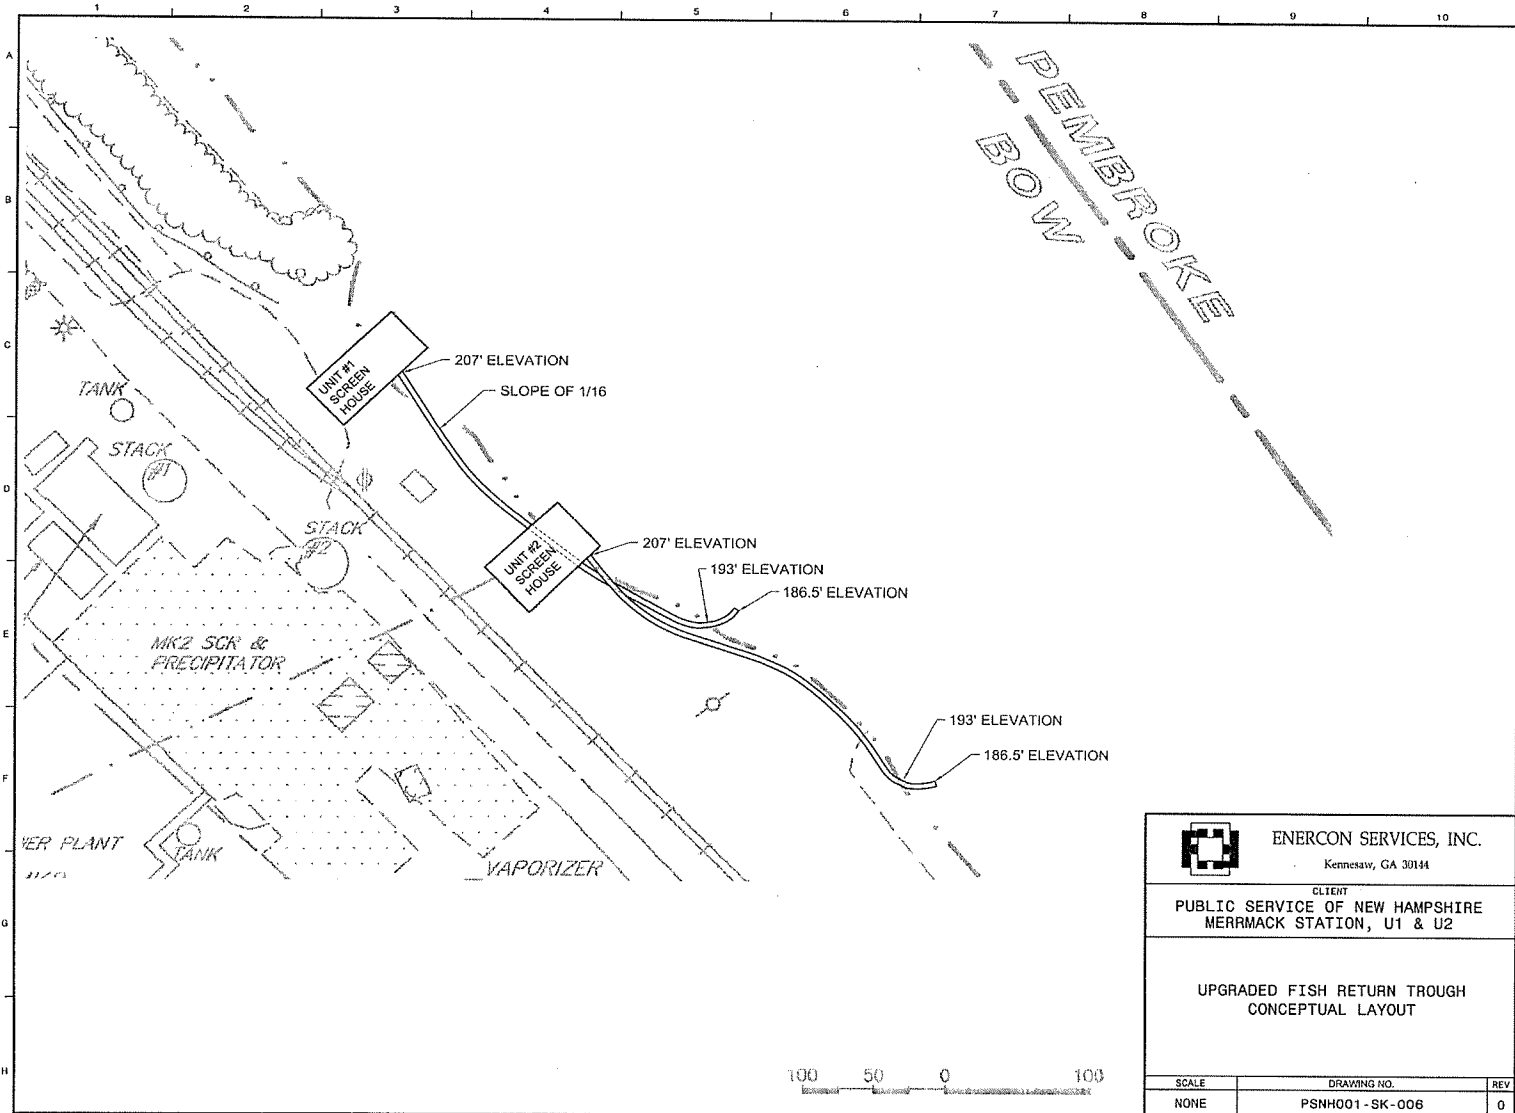 1 2 3 4 5 6 7 8 9 10
A
B
C
D
E
F
G
H
PEMBROKE
BOW
UNIT #1
SCREEN
HOUSE
207' ELEVATION
SLOPE OF 1/16
TANK
STACK
#1
STACK
#2
UNIT #2
SCREEN
HOUSE
207' ELEVATION
193' ELEVATION
186.5' ELEVATION
MK2 SCR &
PRECIPITATOR
193' ELEVATION
186.5' ELEVATION
WER PLANT
TANK
VAPORIZER
100 50 0 100
ENERCON SERVICES, INC.
Kennesaw, GA 30144
CLIENT
PUBLIC SERVICE OF NEW HAMPSHIRE
MERRMACK STATION, U1 & U2
UPGRADED FISH RETURN TROUGH
CONCEPTUAL LAYOUT
SCALE DRAWING NO. REV
NONE PSNH001-SK-006 0